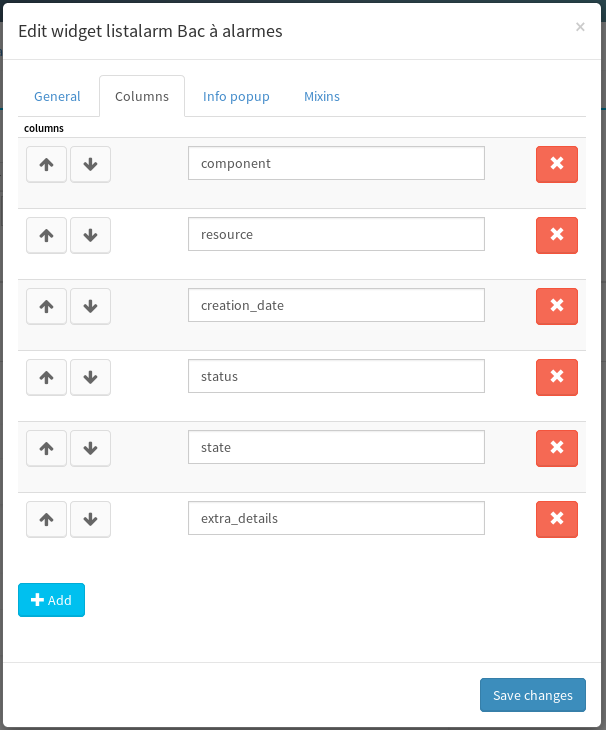 Edit widget listalarm Bac à alarmes
×
General Columns Info popup Mixins
columns
component
resource
creation_date
status
state
extra_details
Add
Save changes